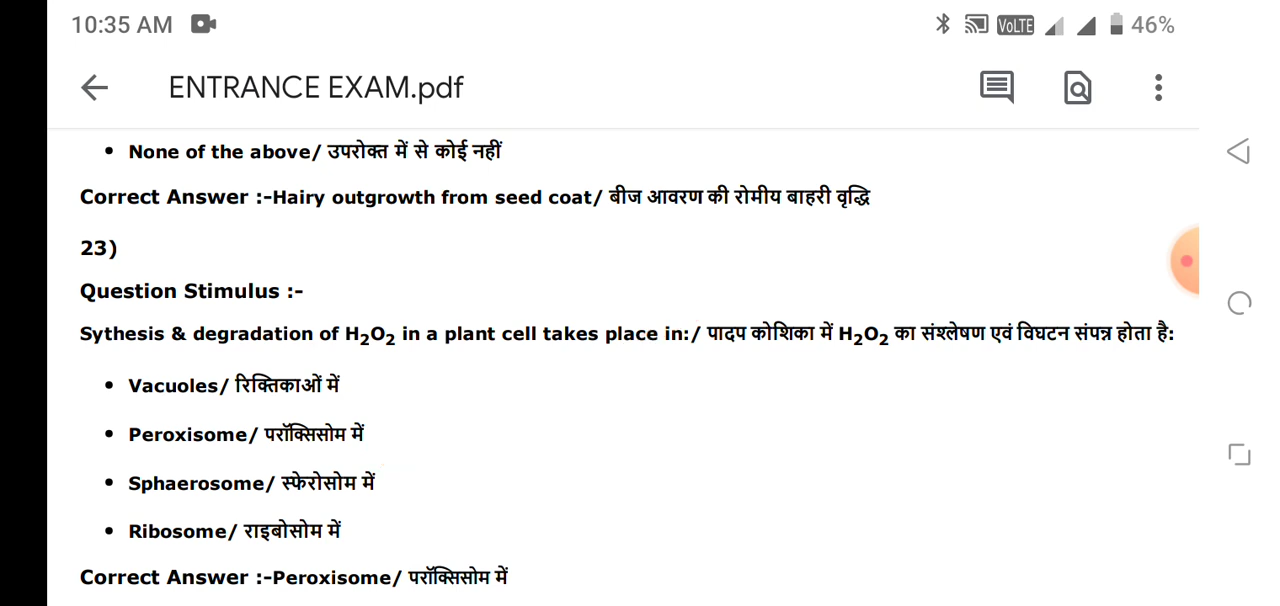 10:35 AM VoLTE 46%
ENTRANCE EXAM.pdf
• None of the above/ उपरोक्त में से कोई नहीं
Correct Answer :-Hairy outgrowth from seed coat/ बीज आवरण की रोमीय बाहरी वृद्धि
23)
Question Stimulus :-
Sythesis & degradation of H₂O₂ in a plant cell takes place in:/ पादप कोशिका में H₂O₂ का संश्लेषण एवं विघटन संपन्न होता है:
• Vacuoles/ रिक्तिकाओं में
• Peroxisome/ परॉक्सिसोम में
• Sphaerosome/ स्फेरोसोम में
• Ribosome/ राइबोसोम में
Correct Answer :-Peroxisome/ परॉक्सिसोम में